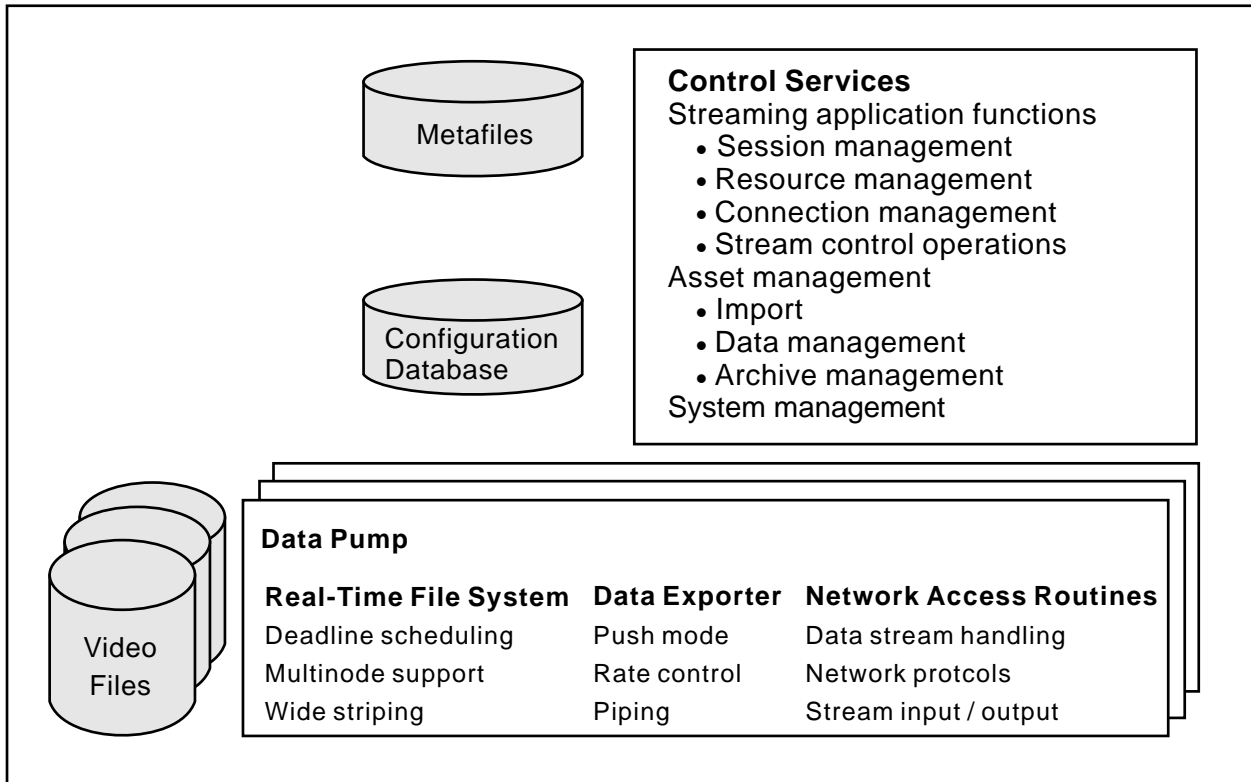 Metafiles
Control Services
Streaming application functions
• Session management
• Resource management
• Connection management
• Stream control operations
Asset management
• Import
• Data management
• Archive management
System management
Configuration
Database
Video
Files
Data Pump
Real-Time File System
Deadline scheduling
Multinode support
Wide striping
Data Exporter
Push mode
Rate control
Piping
Network Access Routines
Data stream handling
Network protcols
Stream input / output